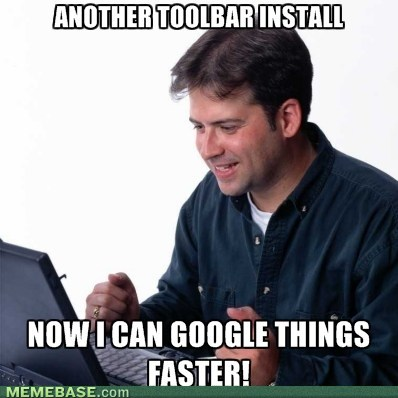 ANOTHER TOOLBAR INSTALL
NOW I CAN GOOGLE THINGS
FASTER!
MEMEBASE.com